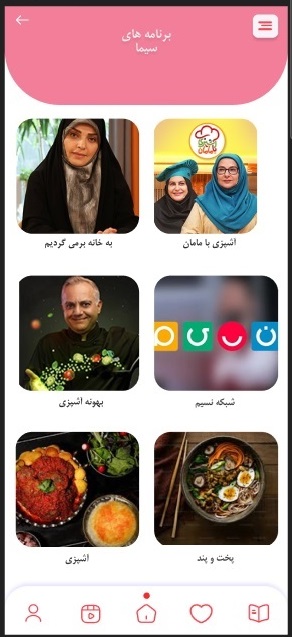 برنامه های
سیما
آشپزی با مامان
به خانه برمی گردیم
شبکه نسیم
بهونه آشپزی
پخت و پند
آشپزی